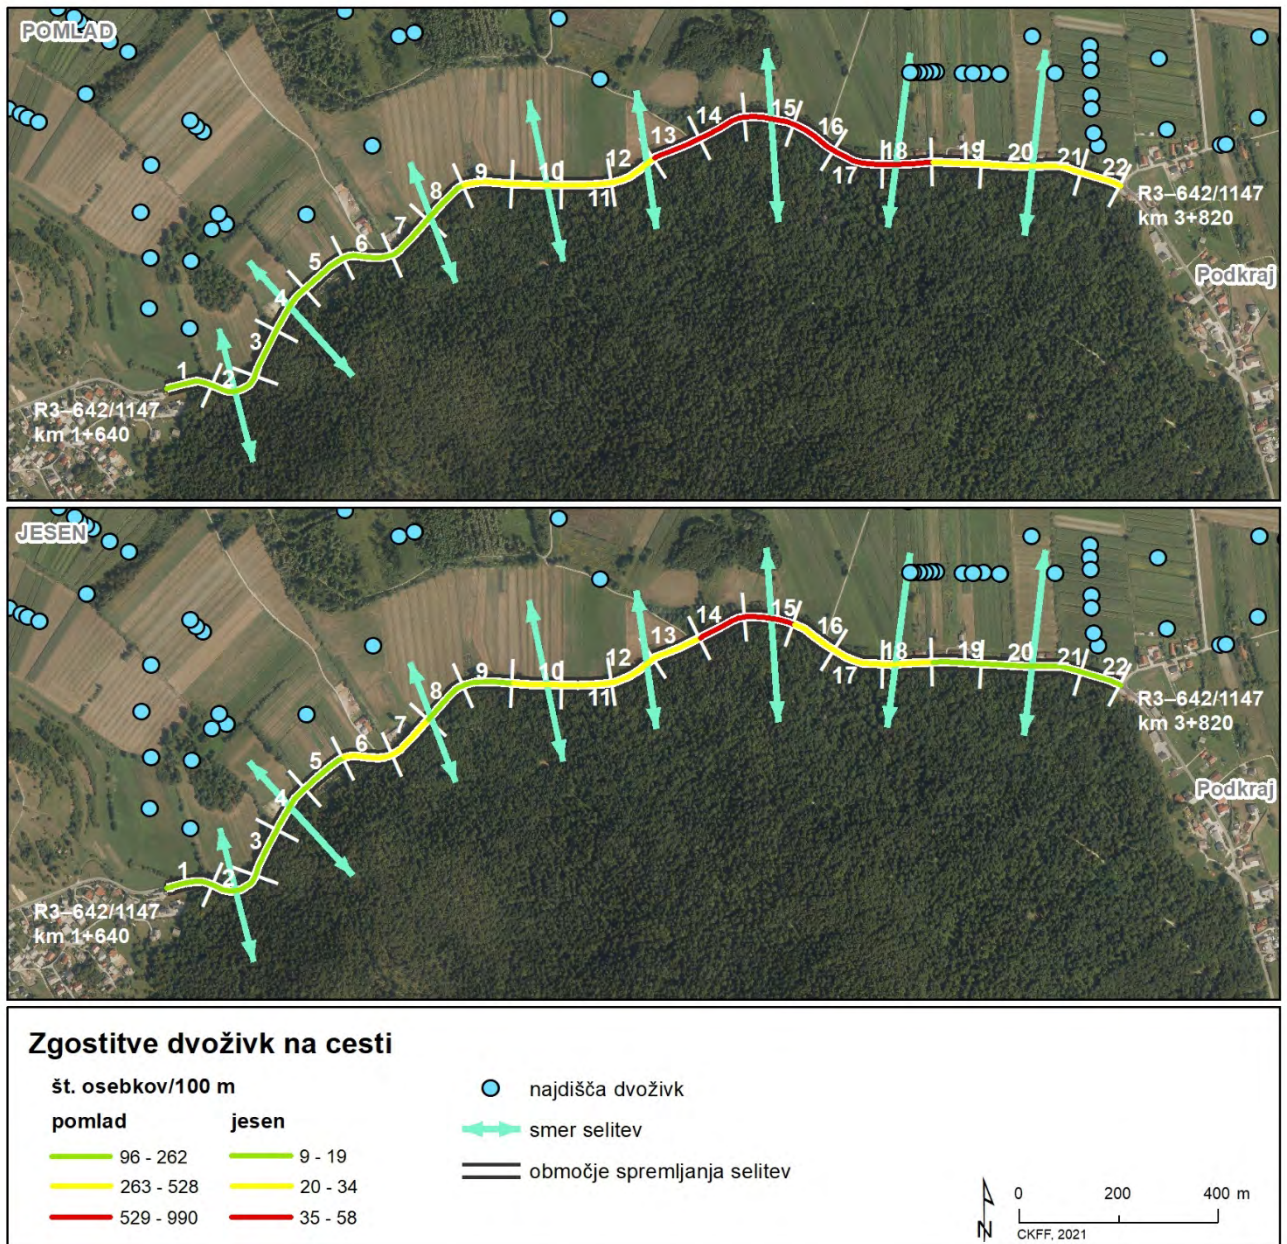 POMLAD
1
2
3
4
5
6
7
8
9
10
11
12
13
14
15
16
17
18
19
20
21
22
R3–642/1147
km 3+820
Podkraj
R3–642/1147
km 1+640
JESEN
1
2
3
4
5
6
7
8
9
10
11
12
13
14
15
16
17
18
19
20
21
22
R3–642/1147
km 3+820
Podkraj
R3–642/1147
km 1+640
Zgostitve dvoživk na cesti
št. osebkov/100 m
pomlad jesen
96 - 262 9 - 19
263 - 528 20 - 34
529 - 990 35 - 58
najdišča dvoživk
smer selitev
območje spremljanja selitev
N
0 200 400 m
CKFF, 2021